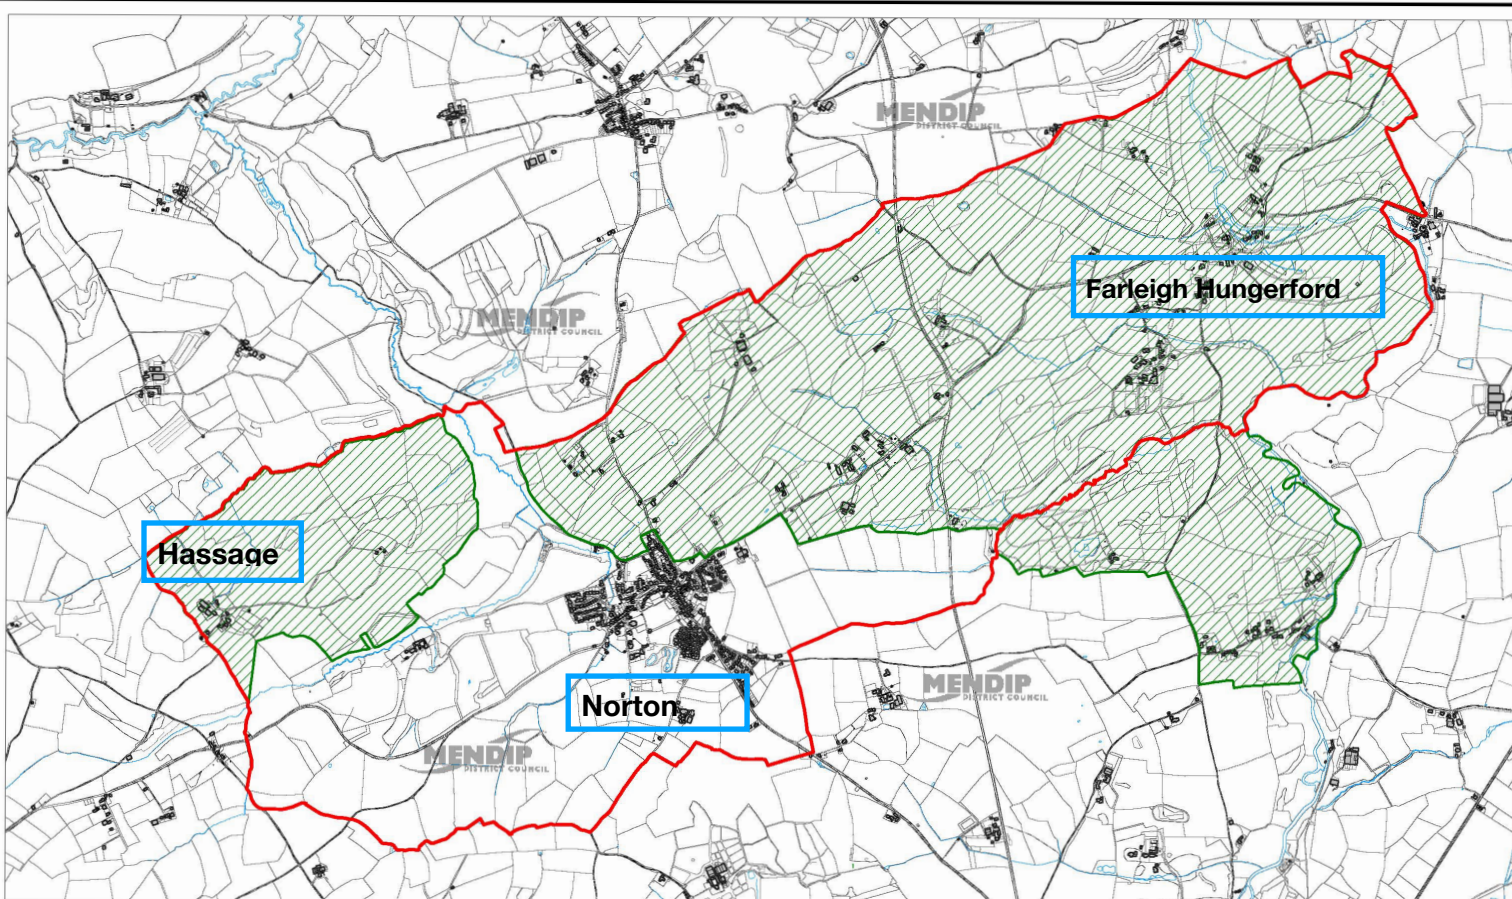 MENDIP
DISTRICT COUNCIL
Farleigh Hungerford
MENDIP
DISTRICT COUNCIL
Hassage
Norton
MENDIP
DISTRICT COUNCIL
MENDIP
DISTRICT COUNCIL